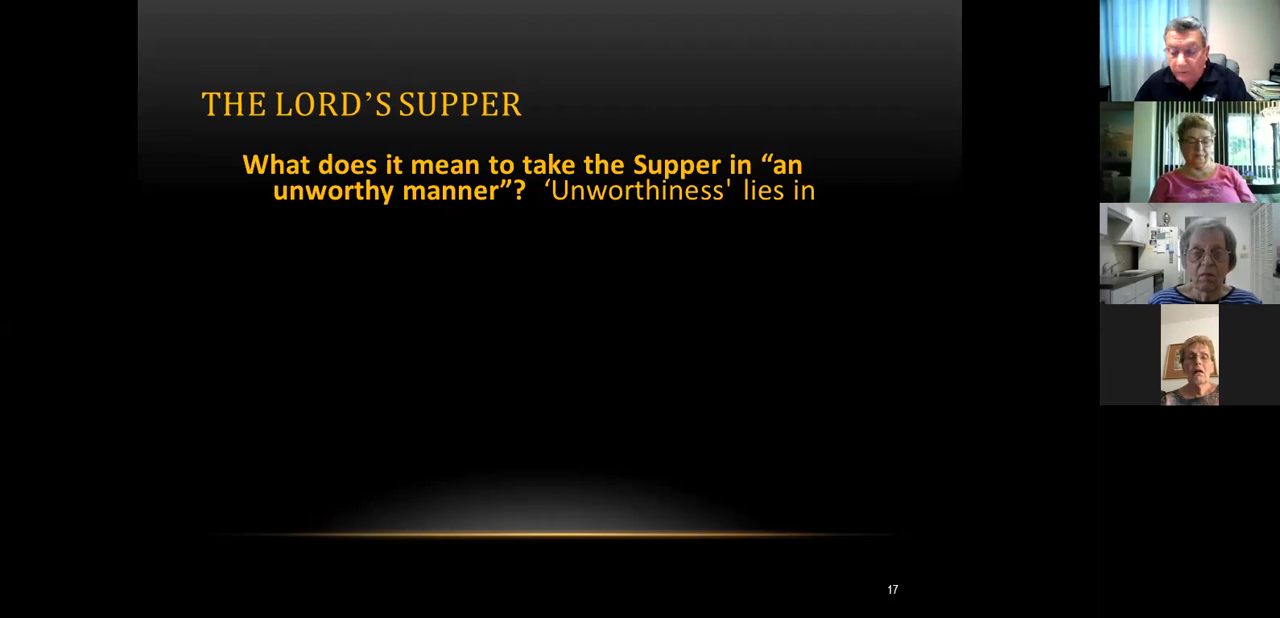 THE LORD’S SUPPER
What does it mean to take the Supper in “an
unworthy manner”? ‘Unworthiness' lies in
17